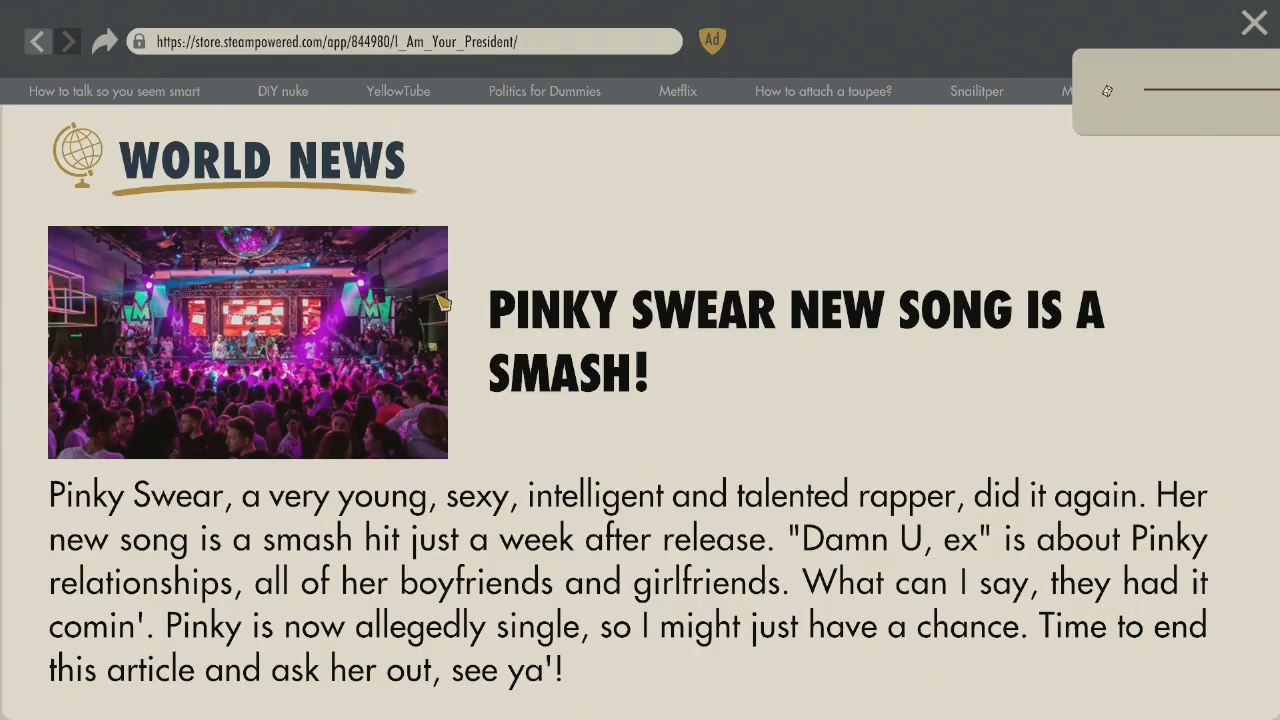 https://store.steampowered.com/app/844980/I_Am_Your_President/
Ad
How to talk so you seem smart
DIY nuke
YellowTube
Politics for Dummies
Metflix
How to attach a toupee?
Snailitper
WORLD NEWS
PINKY SWEAR NEW SONG IS A
SMASH!
Pinky Swear, a very young, sexy, intelligent and talented rapper, did it again. Her
new song is a smash hit just a week after release. "Damn U, ex" is about Pinky
relationships, all of her boyfriends and girlfriends. What can I say, they had it
comin'. Pinky is now allegedly single, so I might just have a chance. Time to end
this article and ask her out, see ya'!